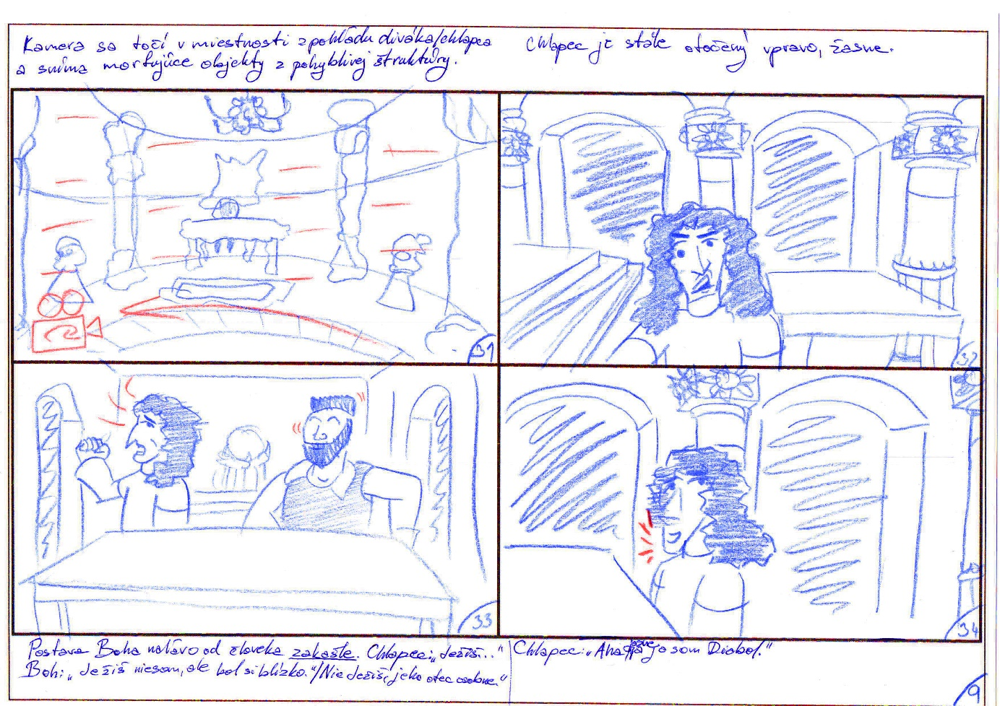 Kamera sa točí v miestnosti z pohľadu diváka/chlapca
a sníma morfujúce objekty z pohyblivej štruktúry.
Chlapec je stále otočený vpravo, žasne.
31
32
33
34
Postava Boha naľavo od človeka zakašle. Chlapec: „Ježiš..."
Boh: „Ježiš niesom, ale bol si blízko."/Nie Ježiš, jeho otec osobne."
Chlapec: „Aha jasne ja som Diabol."
9